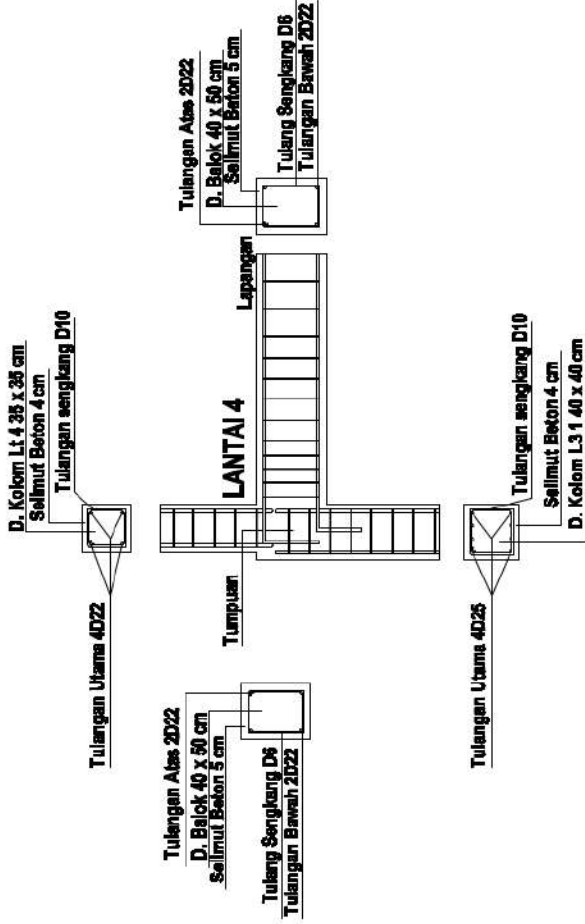 D. Kolom Lt 4 35 x 35 cm
Selimut Beton 4 cm
Tulangan sengkang D10
Tulangan Utama 4D22
LANTAI 4
Tumpuan
Lapangan
Tulangan Atas 2D22
D. Balok 40 x 50 cm
Selimut Beton 5 cm
Tulang Sengkang D6
Tulangan Bawah 2D22
Tulangan Atas 2D22
D. Balok 40 x 50 cm
Selimut Beton 5 cm
Tulang Sengkang D6
Tulangan Bawah 2D22
Tulangan Utama 4D25
Tulangan sengkang D10
Selimut Beton 4 cm
D. Kolom L3 1 40 x 40 cm